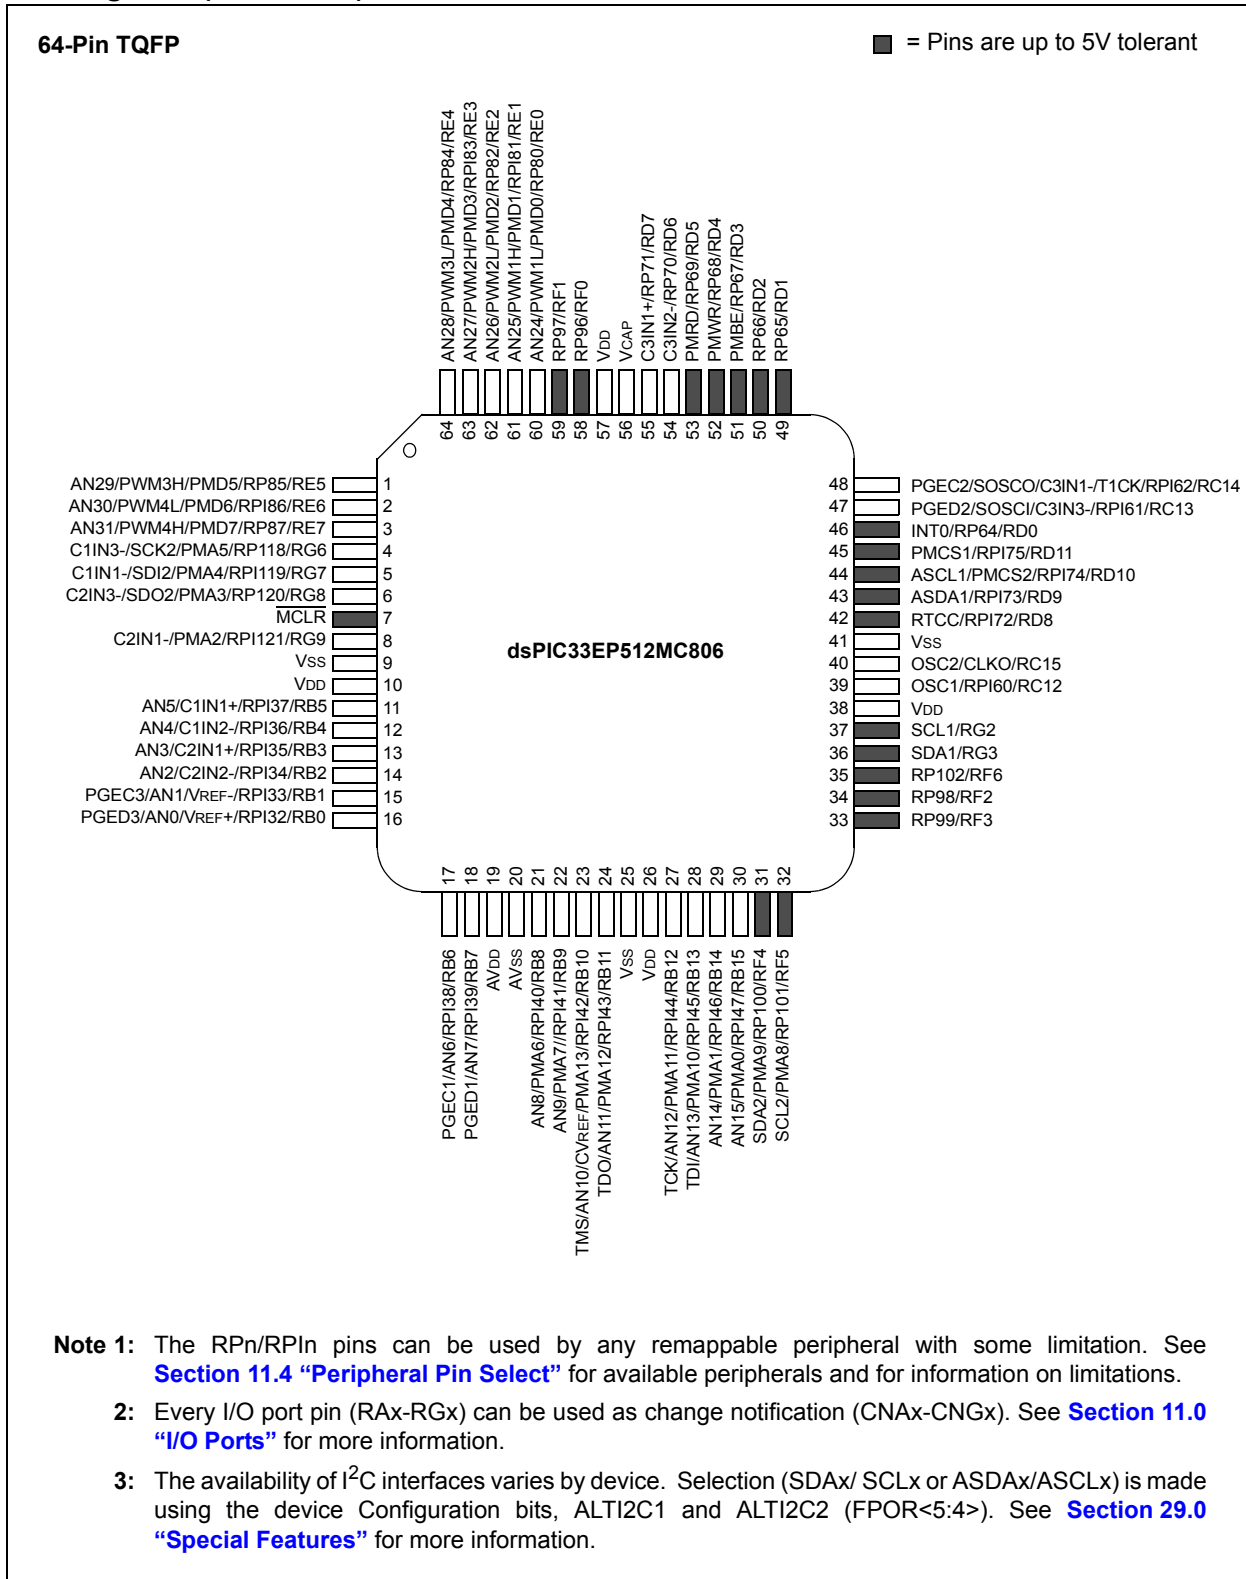 64-Pin TQFP
= Pins are up to 5V tolerant
AN28/PWM3L/PMD4/RP84/RE4
AN27/PWM2H/PMD3/RPI83/RE3
AN26/PWM2L/PMD2/RP82/RE2
AN25/PWM1H/PMD1/RPI81/RE1
AN24/PWM1L/PMD0/RP80/RE0
RP97/RF1
RP96/RF0
VDD
VCAP
C3IN1+/RP71/RD7
C3IN2-/RP70/RD6
PMRD/RP69/RD5
PMWR/RP68/RD4
PMBE/RP67/RD3
RP66/RD2
RP65/RD1
64 63 62 61 60 59 58 57 56 55 54 53 52 51 50 49
AN29/PWM3H/PMD5/RP85/RE5 1
AN30/PWM4L/PMD6/RPI86/RE6 2
AN31/PWM4H/PMD7/RP87/RE7 3
C1IN3-/SCK2/PMA5/RP118/RG6 4
C1IN1-/SDI2/PMA4/RPI119/RG7 5
C2IN3-/SDO2/PMA3/RP120/RG8 6
MCLR 7
C2IN1-/PMA2/RPI121/RG9 8
VSS 9
VDD 10
AN5/C1IN1+/RPI37/RB5 11
AN4/C1IN2-/RPI36/RB4 12
AN3/C2IN1+/RPI35/RB3 13
AN2/C2IN2-/RPI34/RB2 14
PGEC3/AN1/VREF-/RPI33/RB1 15
PGED3/AN0/VREF+/RPI32/RB0 16
dsPIC33EP512MC806
48 PGEC2/SOSCO/C3IN1-/T1CK/RPI62/RC14
47 PGED2/SOSCI/C3IN3-/RPI61/RC13
46 INT0/RP64/RD0
45 PMCS1/RPI75/RD11
44 ASCL1/PMCS2/RPI74/RD10
43 ASDA1/RPI73/RD9
42 RTCC/RPI72/RD8
41 VSS
40 OSC2/CLKO/RC15
39 OSC1/RPI60/RC12
38 VDD
37 SCL1/RG2
36 SDA1/RG3
35 RP102/RF6
34 RP98/RF2
33 RP99/RF3
17 18 19 20 21 22 23 24 25 26 27 28 29 30 31 32
PGEC1/AN6/RPI38/RB6
PGED1/AN7/RPI39/RB7
AVDD
AVSS
AN8/PMA6/RPI40/RB8
AN9/PMA7//RPI41/RB9
TMS/AN10/CVREF/PMA13/RPI42/RB10
TDO/AN11/PMA12/RPI43/RB11
VSS
VDD
TCK/AN12/PMA11/RPI44/RB12
TDI/AN13/PMA10/RPI45/RB13
AN14/PMA1/RPI46/RB14
AN15/PMA0/RPI47/RB15
SDA2/PMA9/RP100/RF4
SCL2/PMA8/RP101/RF5
Note 1: The RPn/RPIn pins can be used by any remappable peripheral with some limitation. See
Section 11.4 “Peripheral Pin Select” for available peripherals and for information on limitations.
2: Every I/O port pin (RAx-RGx) can be used as change notification (CNAx-CNGx). See Section 11.0
“I/O Ports” for more information.
3: The availability of I2C interfaces varies by device. Selection (SDAx/ SCLx or ASDAx/ASCLx) is made
using the device Configuration bits, ALTI2C1 and ALTI2C2 (FPOR<5:4>). See Section 29.0
“Special Features” for more information.